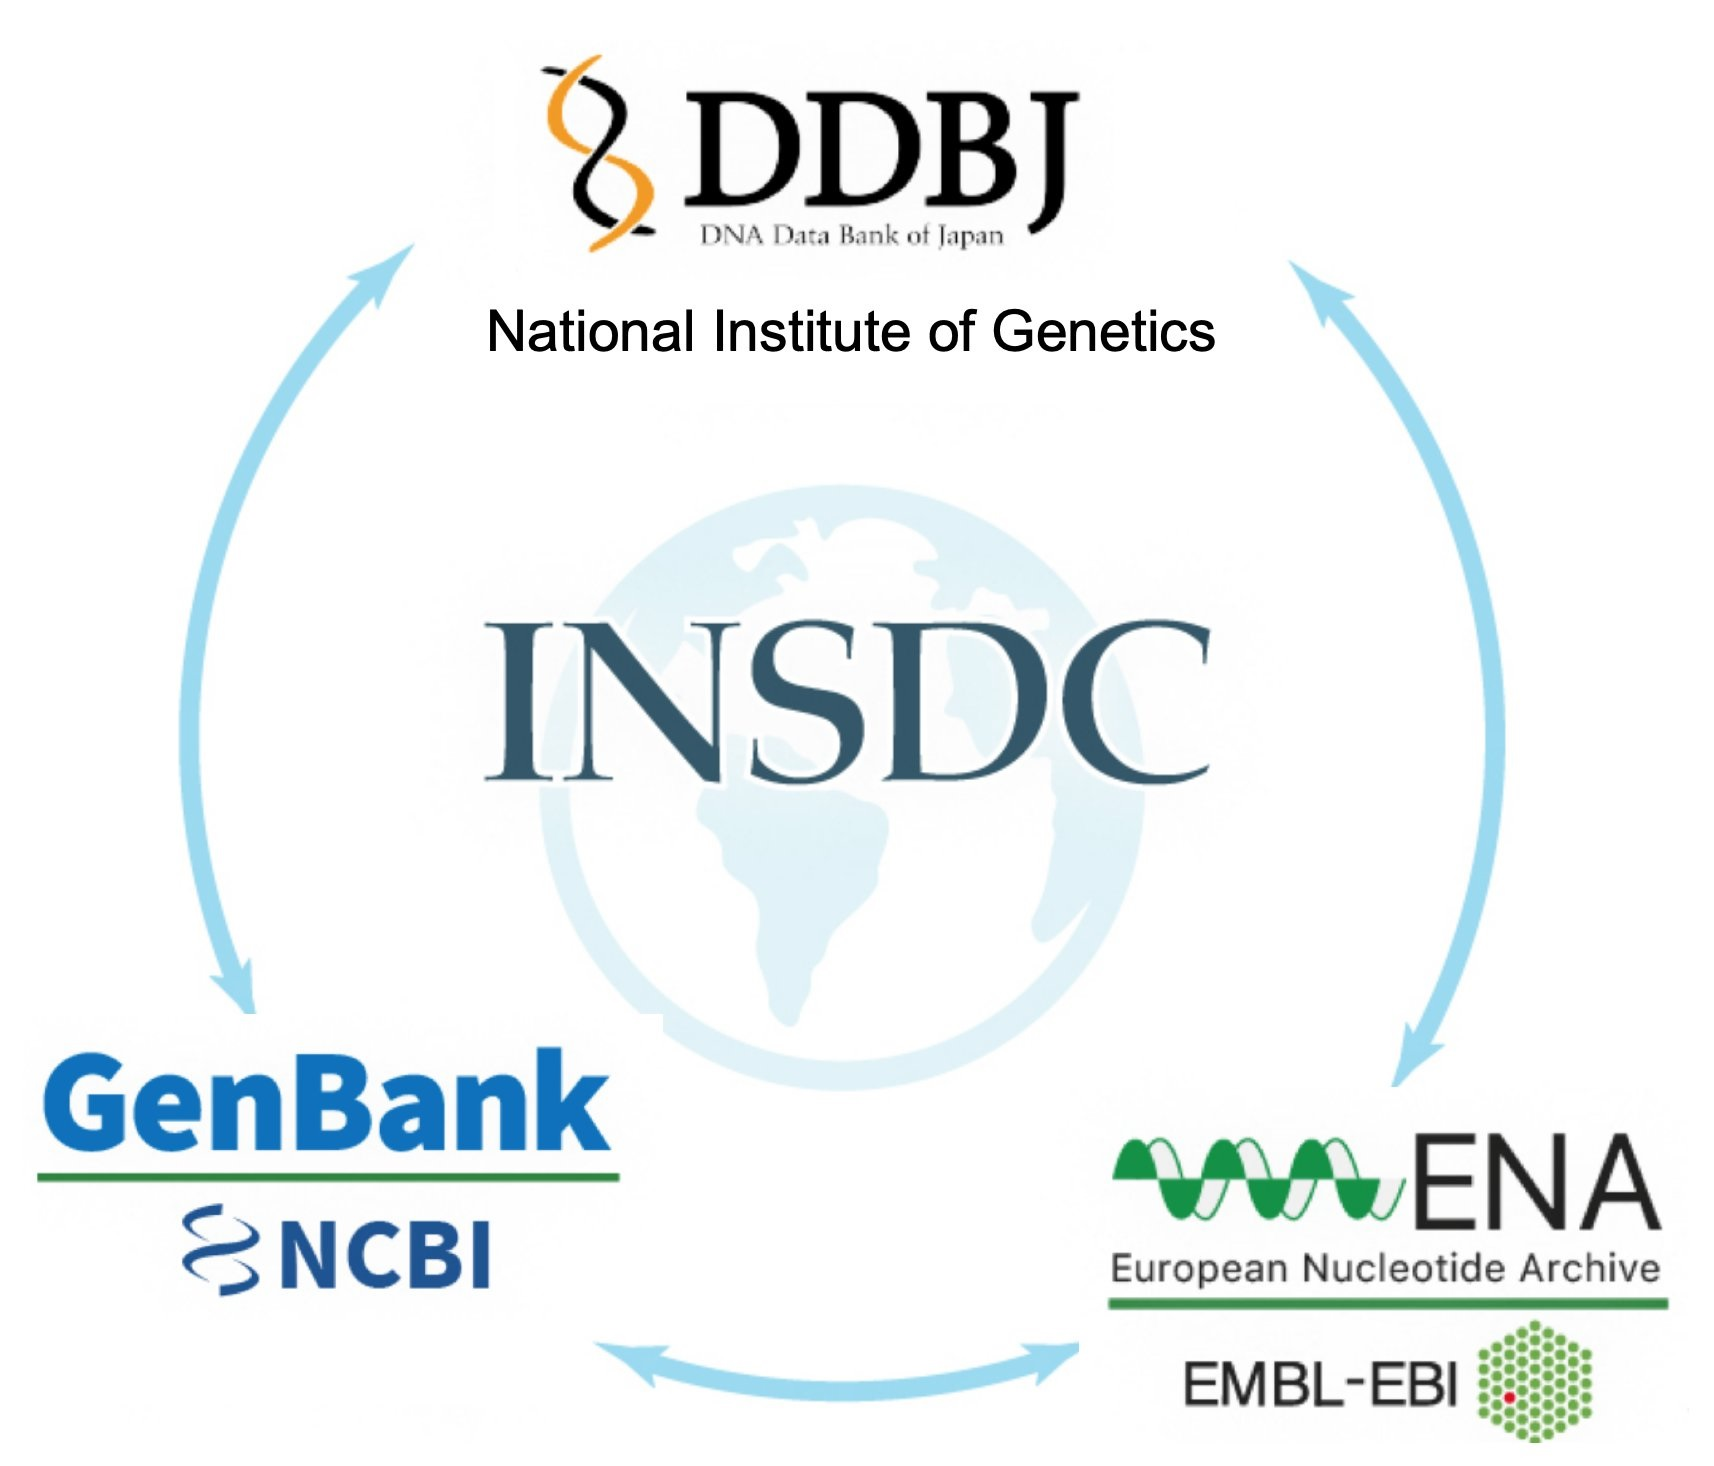 DDBJ
DNA Data Bank of Japan
National Institute of Genetics
INSDC
GenBank
NCBI
ENA
European Nucleotide Archive
EMBL-EBI